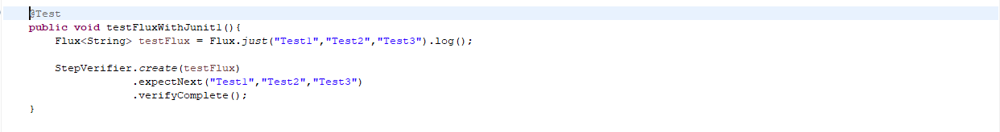 @Test
public void testFluxWithJunit1(){
Flux<String> testFlux = Flux.just("Test1","Test2","Test3").log();
StepVerifier.create(testFlux)
.expectNext("Test1","Test2","Test3")
.verifyComplete();
}